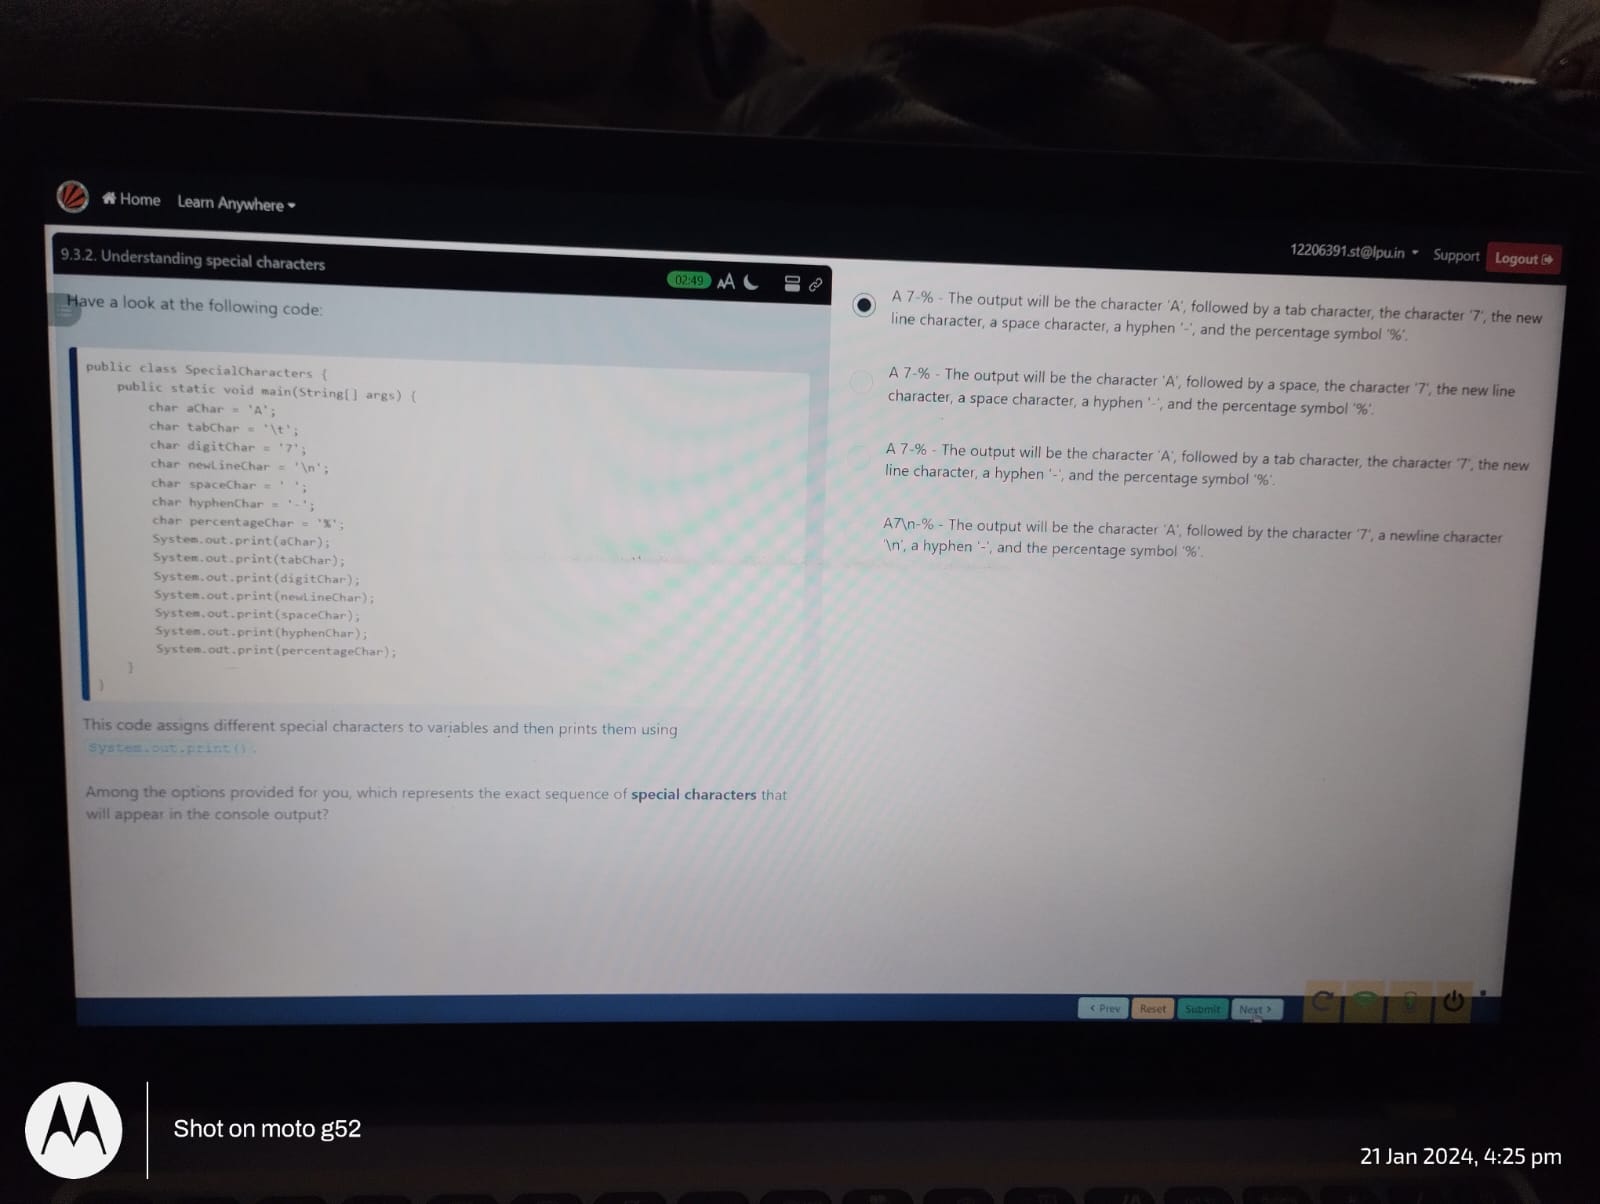 Home Learn Anywhere
12206391.st@lpu.in Support Logout
9.3.2. Understanding special characters
02:49 AA
Have a look at the following code:
public class SpecialCharacters {
public static void main(String[] args) {
char aChar = 'A';
char tabChar = '\t';
char digitChar = '7';
char newLineChar = '\n';
char spaceChar = ' ';
char hyphenChar = '-';
char percentageChar = '%';
System.out.print(aChar);
System.out.print(tabChar);
System.out.print(digitChar);
System.out.print(newLineChar);
System.out.print(spaceChar);
System.out.print(hyphenChar);
System.out.print(percentageChar);
}
}
This code assigns different special characters to variables and then prints them using
System.out.print().
Among the options provided for you, which represents the exact sequence of special characters that
will appear in the console output?
A 7-% - The output will be the character 'A', followed by a tab character, the character '7', the new
line character, a space character, a hyphen '-', and the percentage symbol '%'.
A 7-% - The output will be the character 'A', followed by a space, the character '7', the new line
character, a space character, a hyphen '-', and the percentage symbol '%'.
A 7-% - The output will be the character 'A', followed by a tab character, the character '7', the new
line character, a hyphen '-', and the percentage symbol '%'.
A7\n-% - The output will be the character 'A', followed by the character '7', a newline character
'\n', a hyphen '-', and the percentage symbol '%'.
< Prev Reset Submit Next >
Shot on moto g52
21 Jan 2024, 4:25 pm